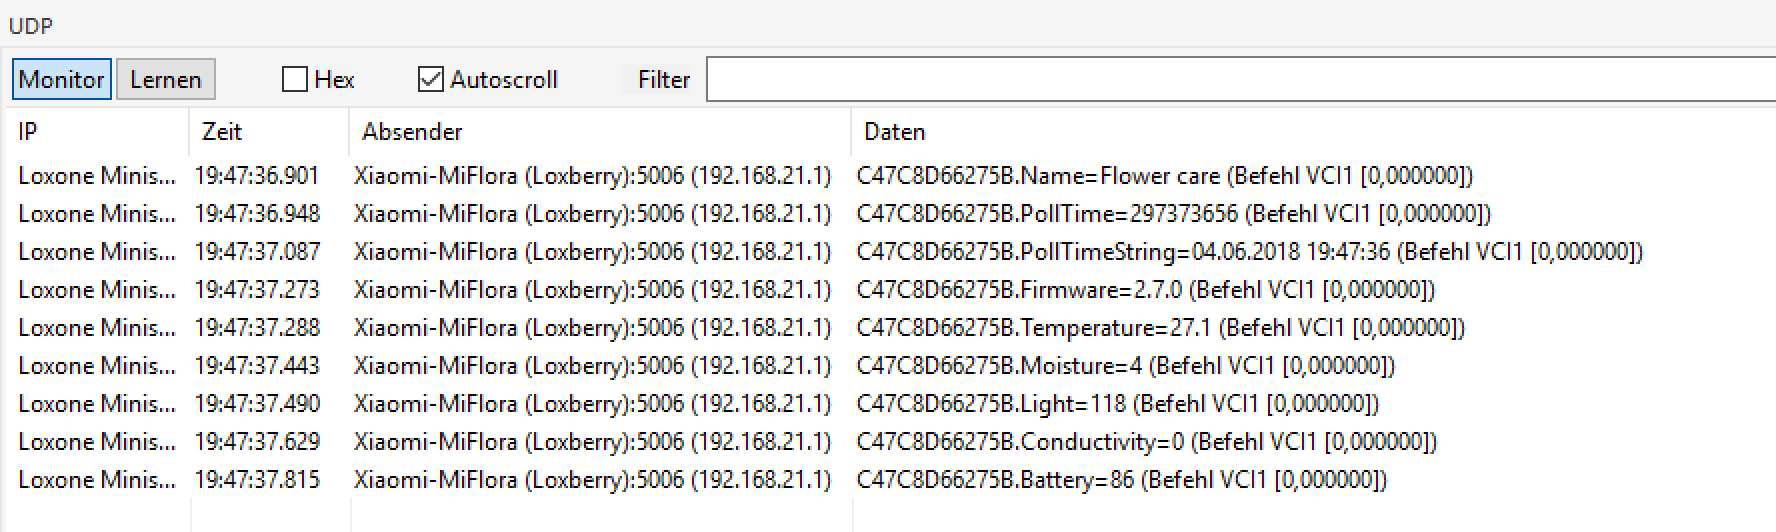 UDP
Monitor Lernen Hex Autoscroll Filter
IP Zeit Absender Daten
Loxone Minis... 19:47:36.901 Xiaomi-MiFlora (Loxberry):5006 (192.168.21.1) C47C8D66275B.Name=Flower care (Befehl VCI1 [0,000000])
Loxone Minis... 19:47:36.948 Xiaomi-MiFlora (Loxberry):5006 (192.168.21.1) C47C8D66275B.PollTime=297373656 (Befehl VCI1 [0,000000])
Loxone Minis... 19:47:37.087 Xiaomi-MiFlora (Loxberry):5006 (192.168.21.1) C47C8D66275B.PollTimeString=04.06.2018 19:47:36 (Befehl VCI1 [0,000000])
Loxone Minis... 19:47:37.273 Xiaomi-MiFlora (Loxberry):5006 (192.168.21.1) C47C8D66275B.Firmware=2.7.0 (Befehl VCI1 [0,000000])
Loxone Minis... 19:47:37.288 Xiaomi-MiFlora (Loxberry):5006 (192.168.21.1) C47C8D66275B.Temperature=27.1 (Befehl VCI1 [0,000000])
Loxone Minis... 19:47:37.443 Xiaomi-MiFlora (Loxberry):5006 (192.168.21.1) C47C8D66275B.Moisture=4 (Befehl VCI1 [0,000000])
Loxone Minis... 19:47:37.490 Xiaomi-MiFlora (Loxberry):5006 (192.168.21.1) C47C8D66275B.Light=118 (Befehl VCI1 [0,000000])
Loxone Minis... 19:47:37.629 Xiaomi-MiFlora (Loxberry):5006 (192.168.21.1) C47C8D66275B.Conductivity=0 (Befehl VCI1 [0,000000])
Loxone Minis... 19:47:37.815 Xiaomi-MiFlora (Loxberry):5006 (192.168.21.1) C47C8D66275B.Battery=86 (Befehl VCI1 [0,000000])